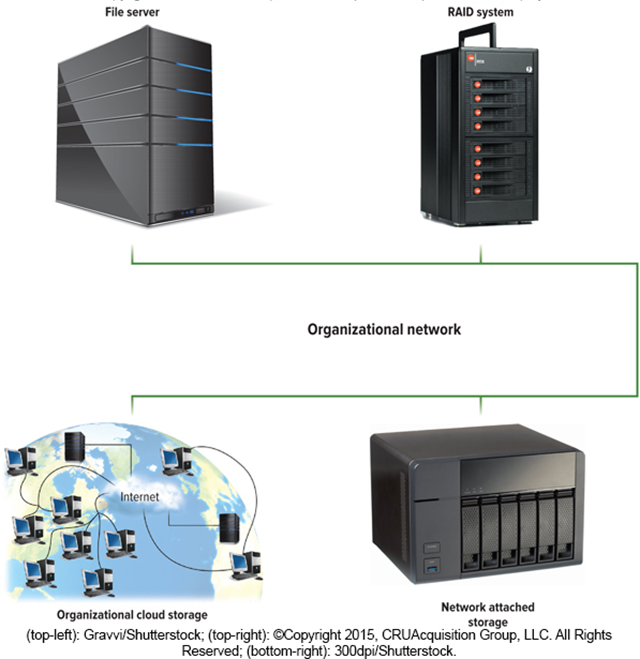 File server
RAID system
Organizational network
Internet
Organizational cloud storage
Network attached
storage
(top-left): Gravvi/Shutterstock; (top-right): ©Copyright 2015, CRUAcquisition Group, LLC. All Rights
Reserved; (bottom-right): 300dpi/Shutterstock.